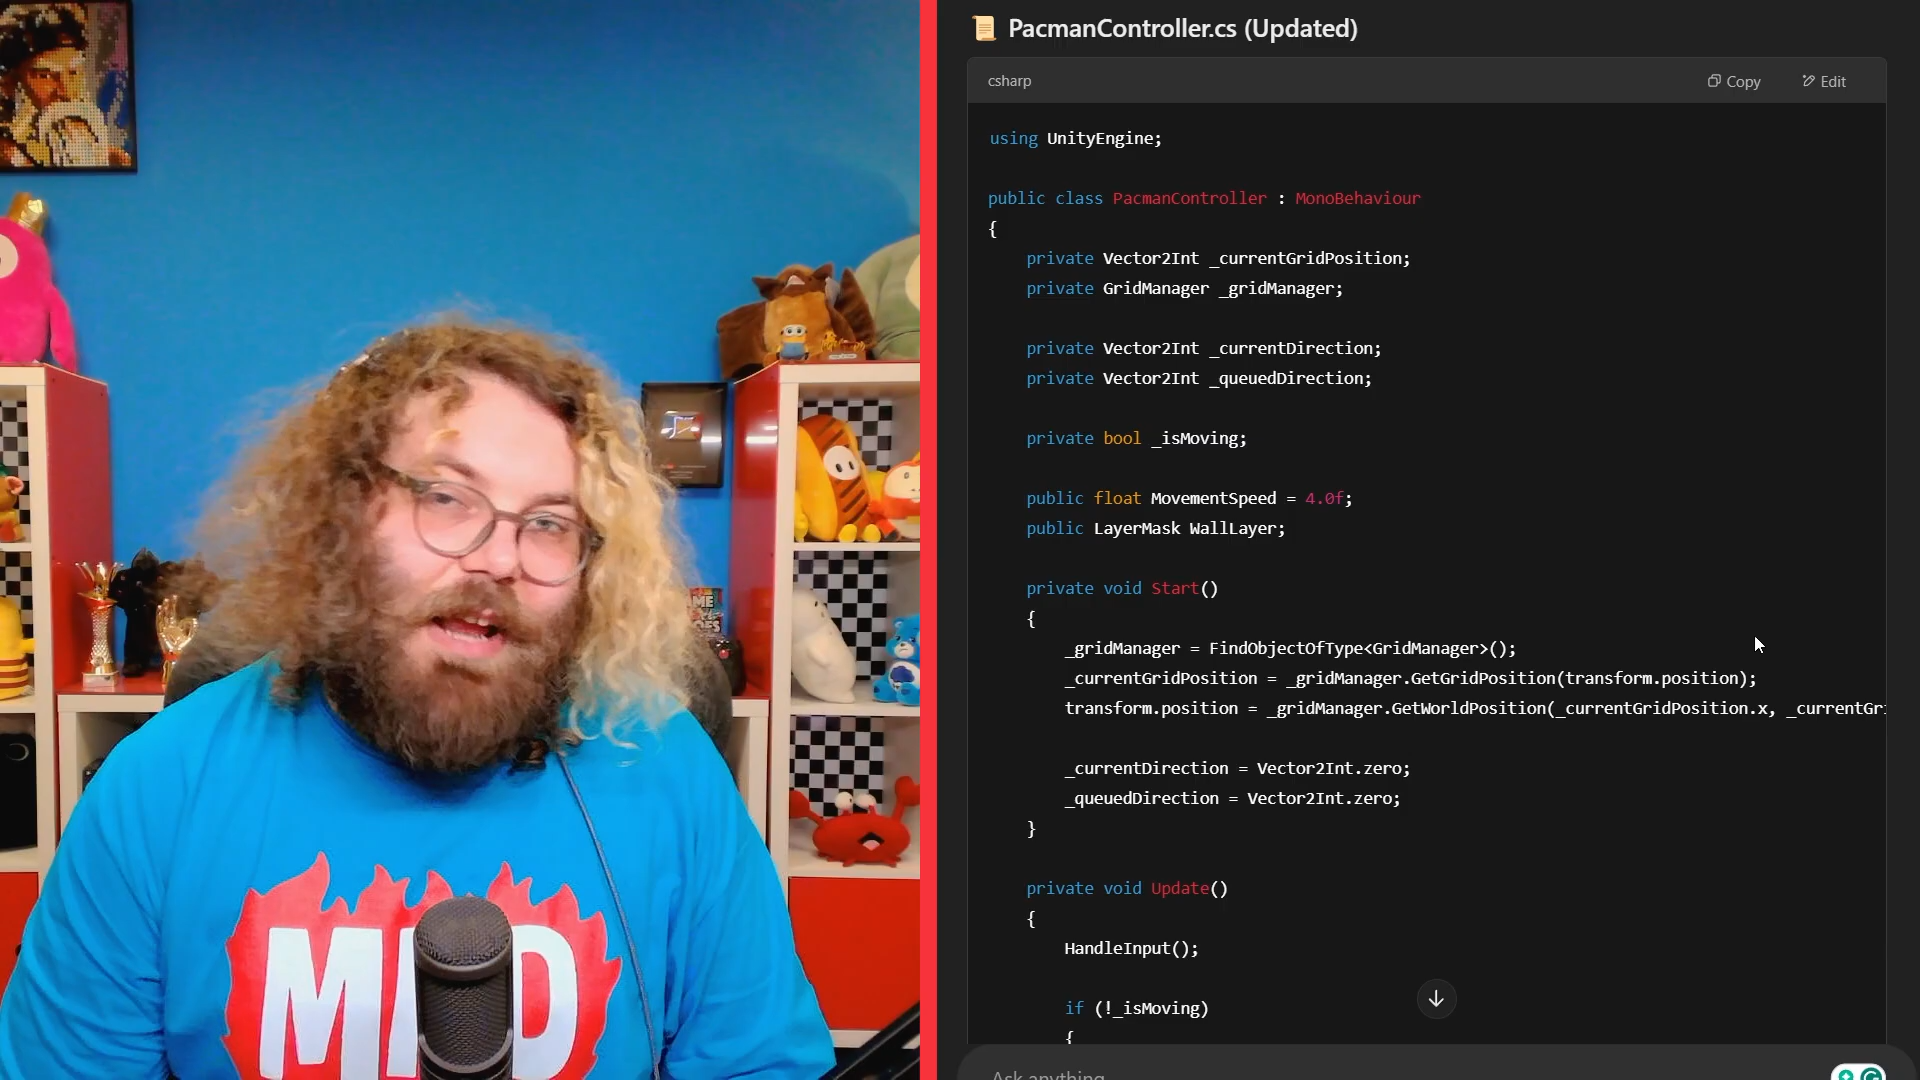 PacmanController.cs (Updated)
csharp
Copy
Edit
using UnityEngine;
public class PacmanController : MonoBehaviour
{
private Vector2Int _currentGridPosition;
private GridManager _gridManager;
private Vector2Int _currentDirection;
private Vector2Int _queuedDirection;
private bool _isMoving;
public float MovementSpeed = 4.0f;
public LayerMask WallLayer;
private void Start()
{
_gridManager = FindObjectOfType<GridManager>();
_currentGridPosition = _gridManager.GetGridPosition(transform.position);
transform.position = _gridManager.GetWorldPosition(_currentGridPosition.x, _currentGri
_currentDirection = Vector2Int.zero;
_queuedDirection = Vector2Int.zero;
}
private void Update()
{
HandleInput();
if (!_isMoving)
{
Ask anything